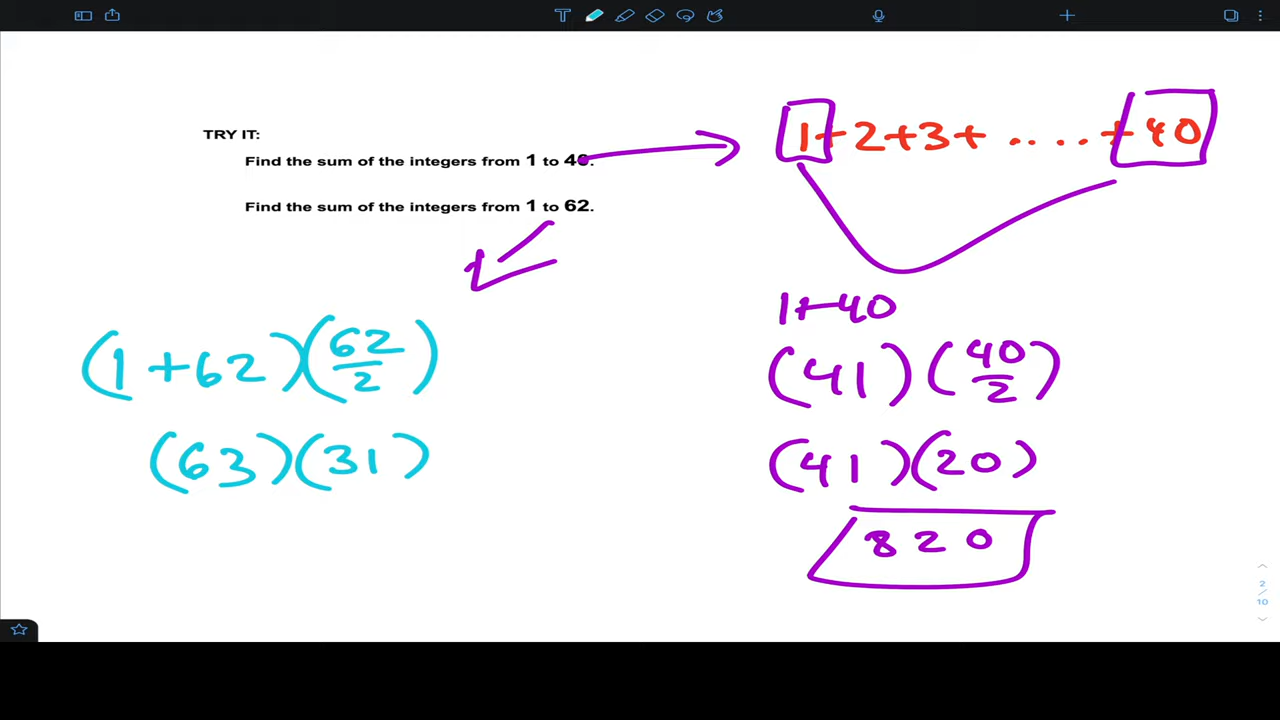 TRY IT:
Find the sum of the integers from 1 to 40.
Find the sum of the integers from 1 to 62.
1+2+3+ ..... +40
1+40
(41)(40/2)
(41)(20)
820
(1+62)(62/2)
(63)(31)
2
/
10